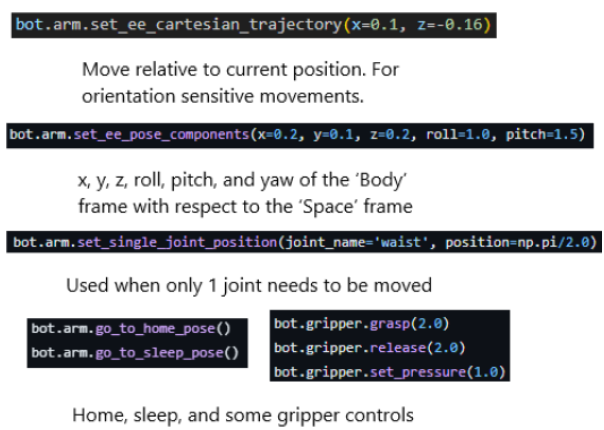 bot.arm.set_ee_cartesian_trajectory(x=0.1, z=-0.16)
Move relative to current position. For
orientation sensitive movements.
bot.arm.set_ee_pose_components(x=0.2, y=0.1, z=0.2, roll=1.0, pitch=1.5)
x, y, z, roll, pitch, and yaw of the ‘Body’
frame with respect to the ‘Space’ frame
bot.arm.set_single_joint_position(joint_name='waist', position=np.pi/2.0)
Used when only 1 joint needs to be moved
bot.arm.go_to_home_pose()
bot.arm.go_to_sleep_pose()
bot.gripper.grasp(2.0)
bot.gripper.release(2.0)
bot.gripper.set_pressure(1.0)
Home, sleep, and some gripper controls